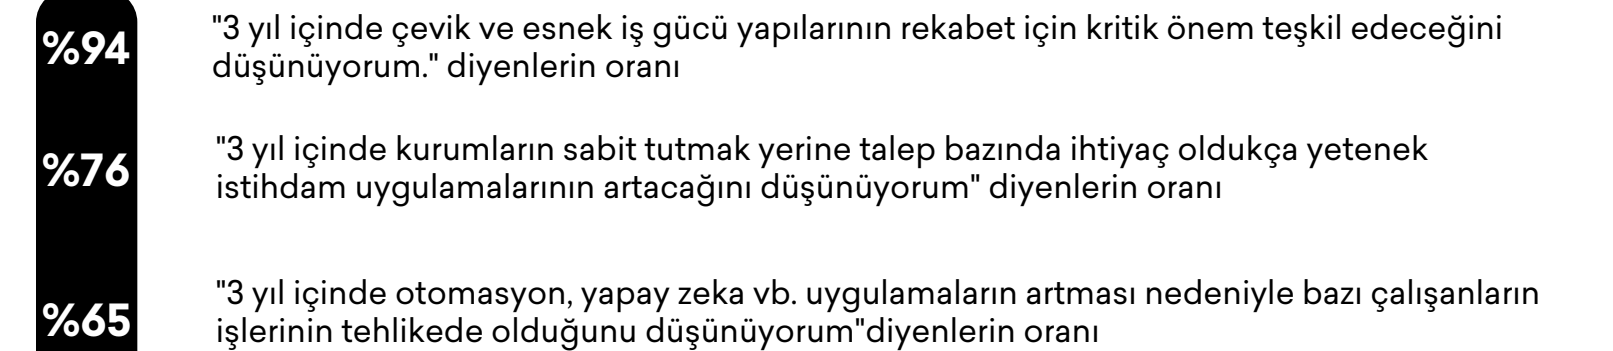 %94
"3 yıl içinde çevik ve esnek iş gücü yapılarının rekabet için kritik önem teşkil edeceğini
düşünüyorum." diyenlerin oranı
%76
"3 yıl içinde kurumların sabit tutmak yerine talep bazında ihtiyaç oldukça yetenek
istihdam uygulamalarının artacağını düşünüyorum" diyenlerin oranı
%65
"3 yıl içinde otomasyon, yapay zeka vb. uygulamaların artması nedeniyle bazı çalışanların
işlerinin tehlikede olduğunu düşünüyorum"diyenlerin oranı